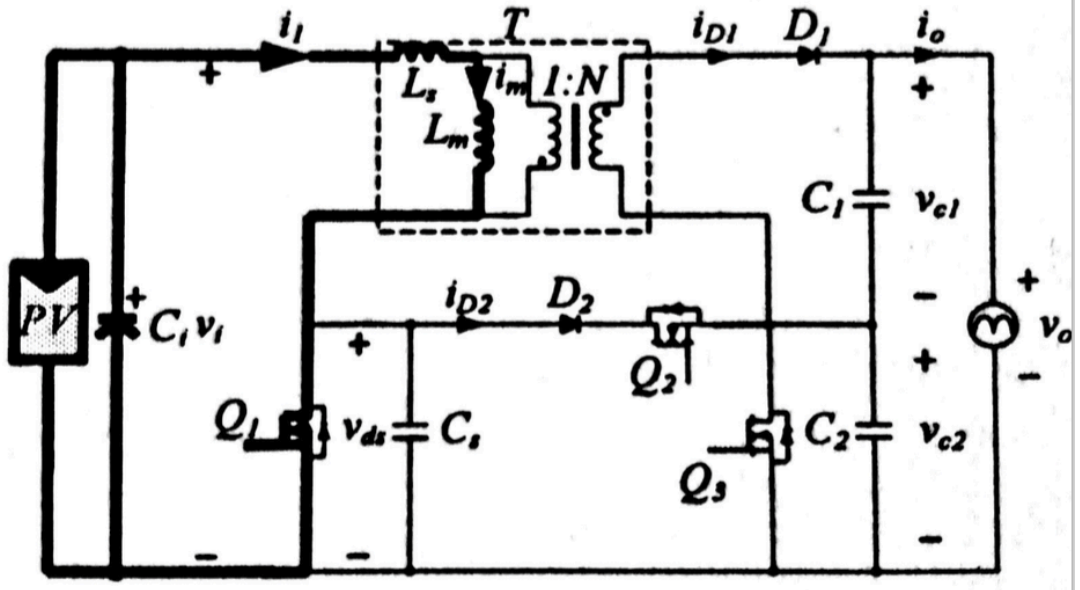 i1 T iD1 D1 io
+ Ls im 1:N +
Lm
C1 vc1
PV + Ci vi iD2 D2 − + vo
+ Q2 + −
Q1 vds Cs Q3 C2 vc2
− − −